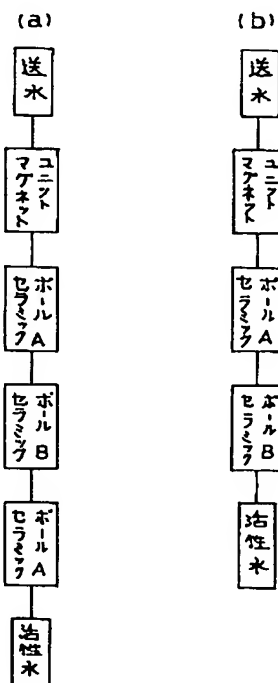 (a)
送水
マグネット
ユニット
セラミック
ボールA
セラミック
ボールB
セラミック
ボールA
活性水
(b)
送水
マグネット
ユニット
セラミック
ボールA
セラミック
ボールB
活性水